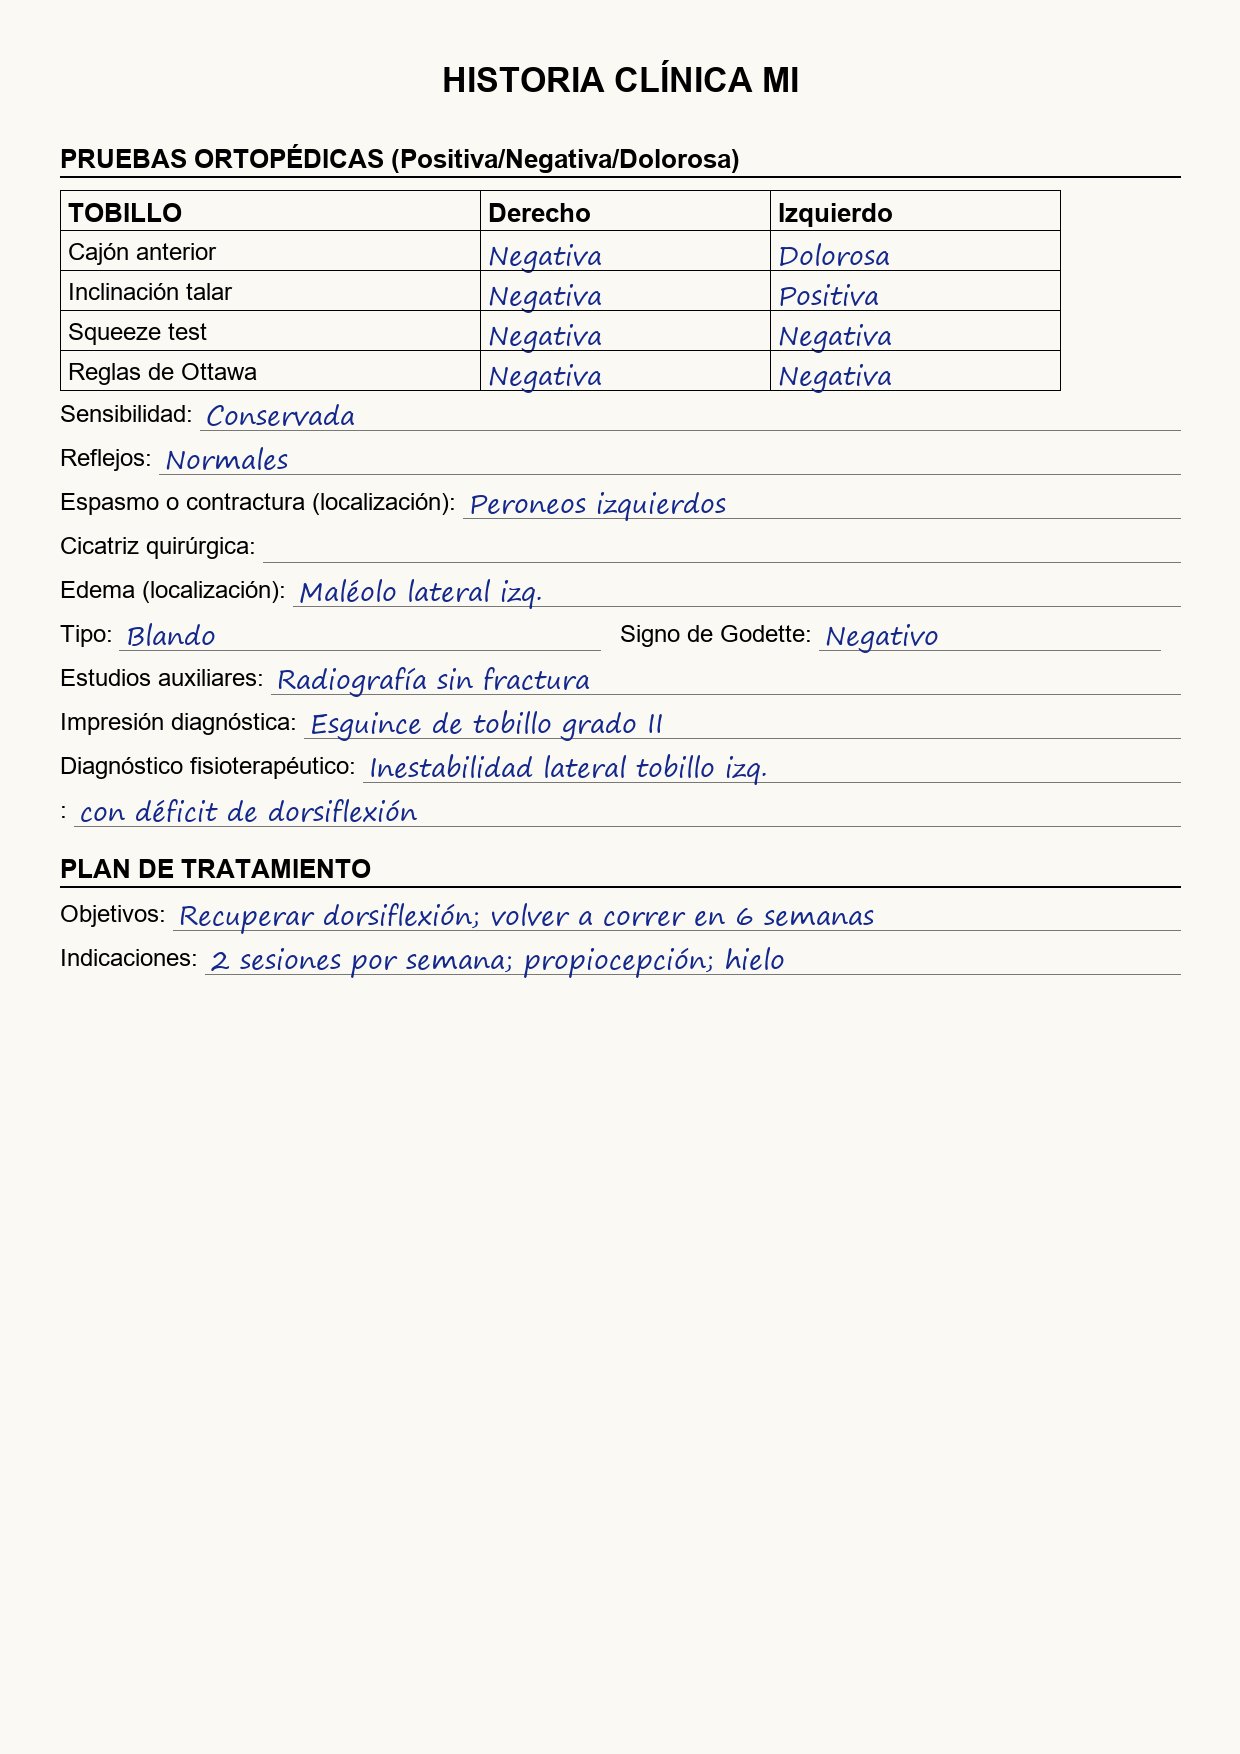 HISTORIA CLÍNICA MI
PRUEBAS ORTOPÉDICAS (Positiva/Negativa/Dolorosa)
TOBILLO Derecho Izquierdo
Cajón anterior Negativa Dolorosa
Inclinación talar Negativa Positiva
Squeeze test Negativa Negativa
Reglas de Ottawa Negativa Negativa
Sensibilidad: Conservada
Reflejos: Normales
Espasmo o contractura (localización): Peroneos izquierdos
Cicatriz quirúrgica:
Edema (localización): Maléolo lateral izq.
Tipo: Blando Signo de Godette: Negativo
Estudios auxiliares: Radiografía sin fractura
Impresión diagnóstica: Esguince de tobillo grado II
Diagnóstico fisioterapéutico: Inestabilidad lateral tobillo izq.
: con déficit de dorsiflexión
PLAN DE TRATAMIENTO
Objetivos: Recuperar dorsiflexión; volver a correr en 6 semanas
Indicaciones: 2 sesiones por semana; propiocepción; hielo